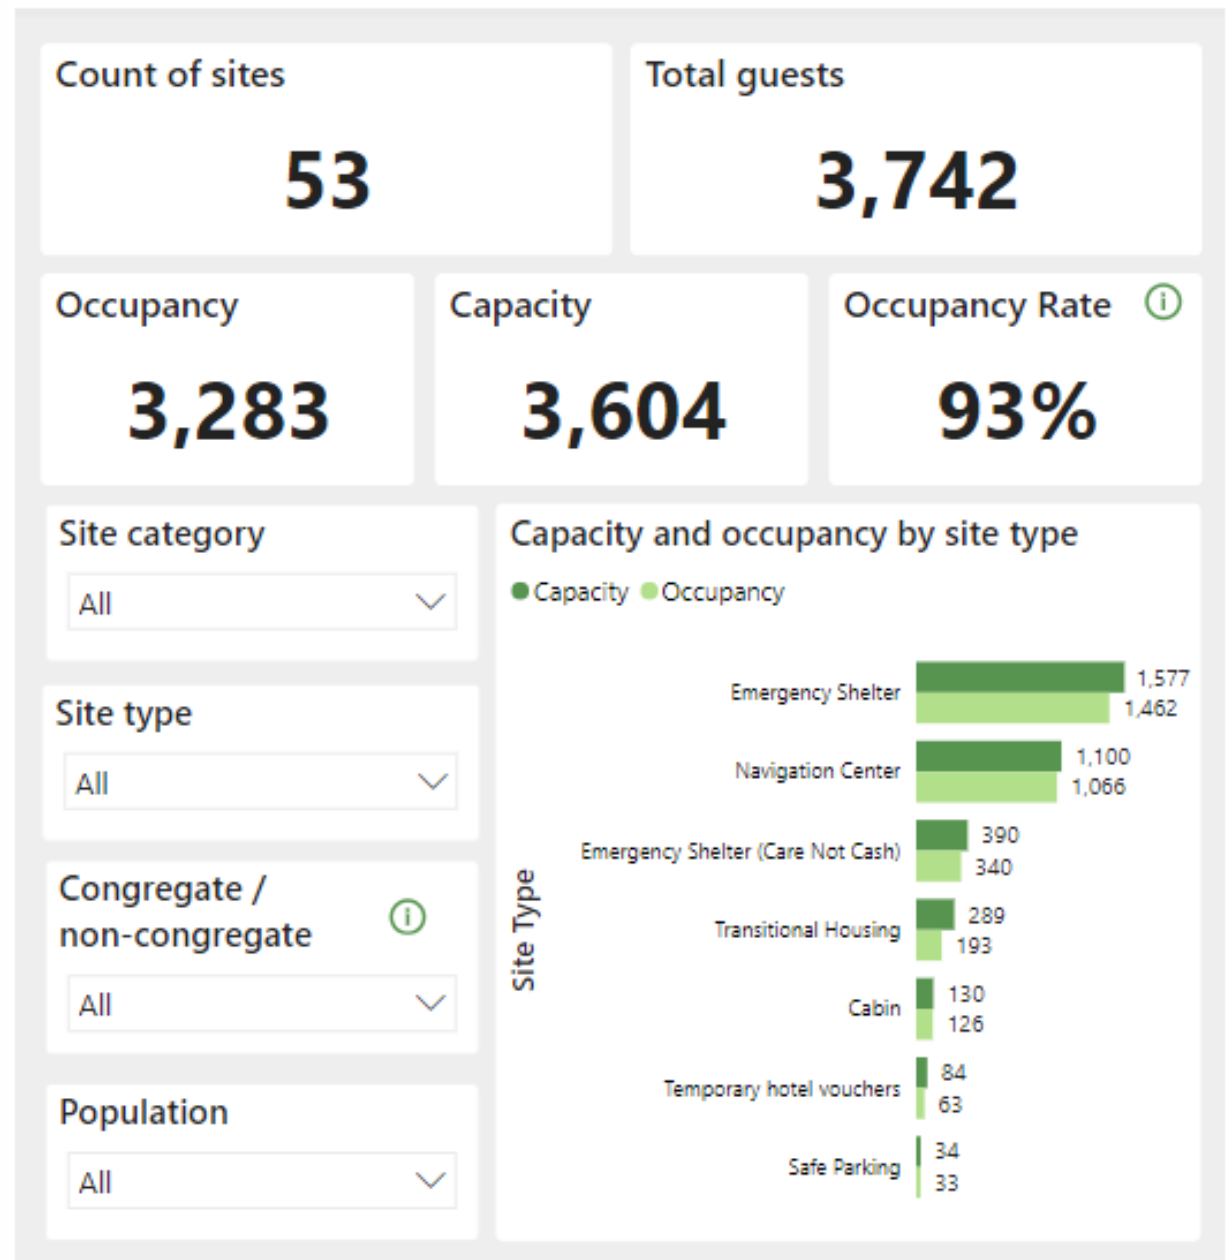 Count of sites
53
Total guests
3,742
Occupancy
3,283
Capacity
3,604
Occupancy Rate
93%
Site category
All
Site type
All
Congregate /
non-congregate
All
Population
All
Capacity and occupancy by site type
Capacity Occupancy
Site Type
Emergency Shelter
1,577
1,462
Navigation Center
1,100
1,066
Emergency Shelter (Care Not Cash)
390
340
Transitional Housing
289
193
Cabin
130
126
Temporary hotel vouchers
84
63
Safe Parking
34
33